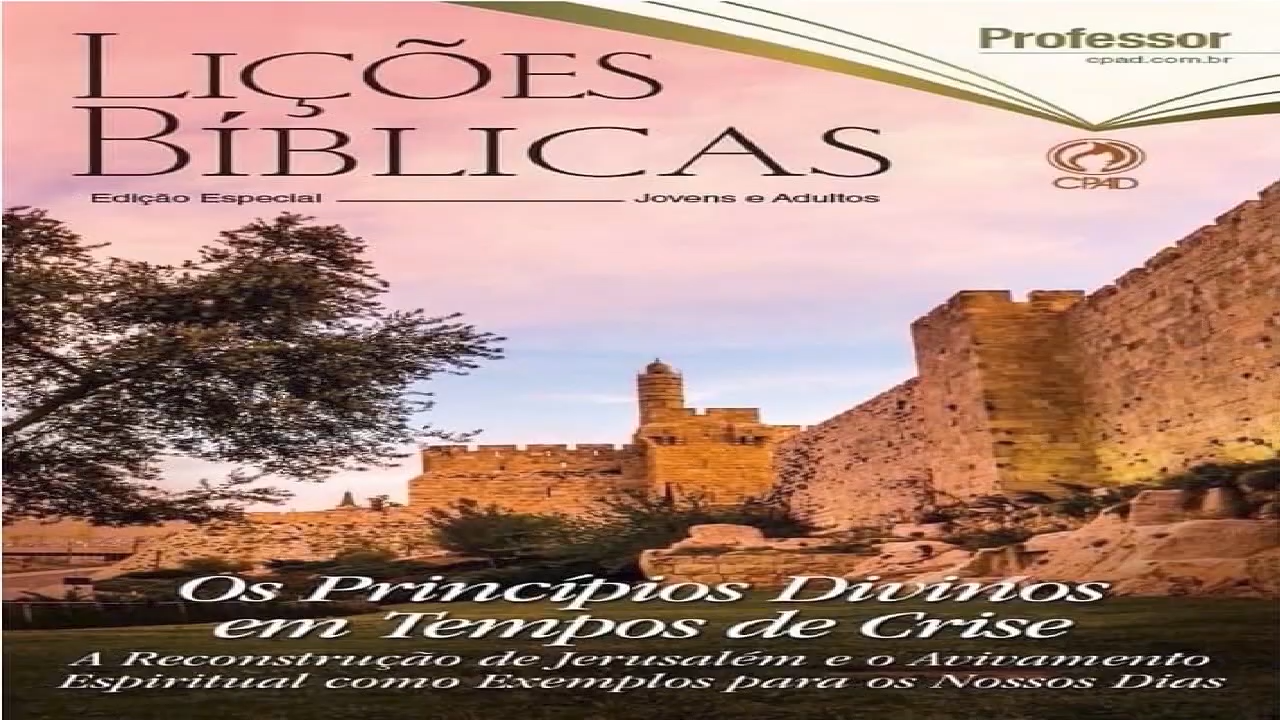 Professor
cpad.com.br
LIÇÕES
BÍBLICAS
CPAD
Edição Especial Jovens e Adultos
Os Princípios Divinos
em Tempos de Crise
A Reconstrução de Jerusalém e o Avivamento
Espiritual como Exemplos para os Nossos Dias